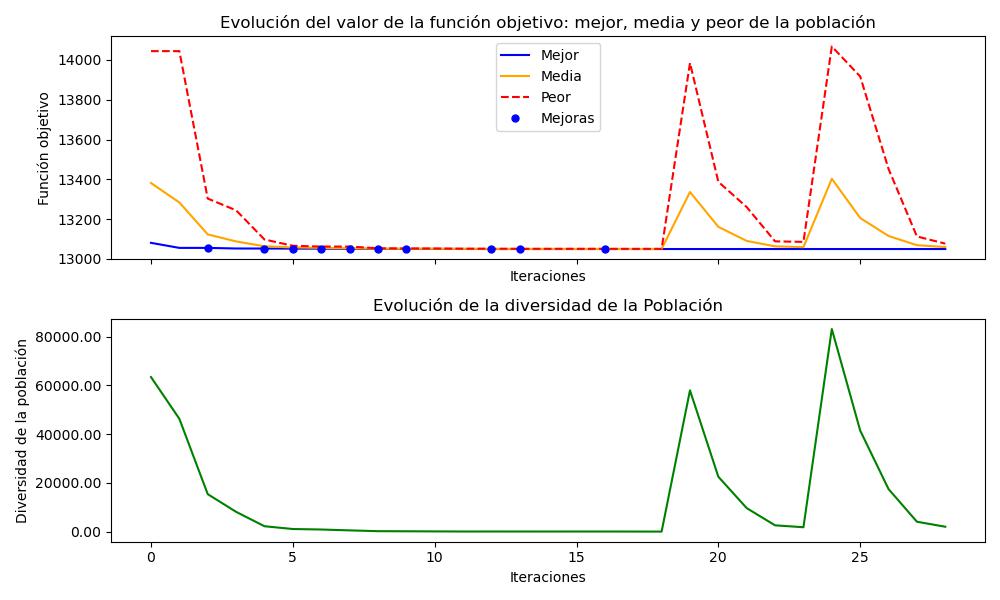 Evolución del valor de la función objetivo: mejor, media y peor de la población
Función objetivo
14000
13800
13600
13400
13200
13000
Mejor
Media
Peor
Mejoras
Iteraciones
Evolución de la diversidad de la Población
Diversidad de la población
80000.00
60000.00
40000.00
20000.00
0.00
0 5 10 15 20 25
Iteraciones